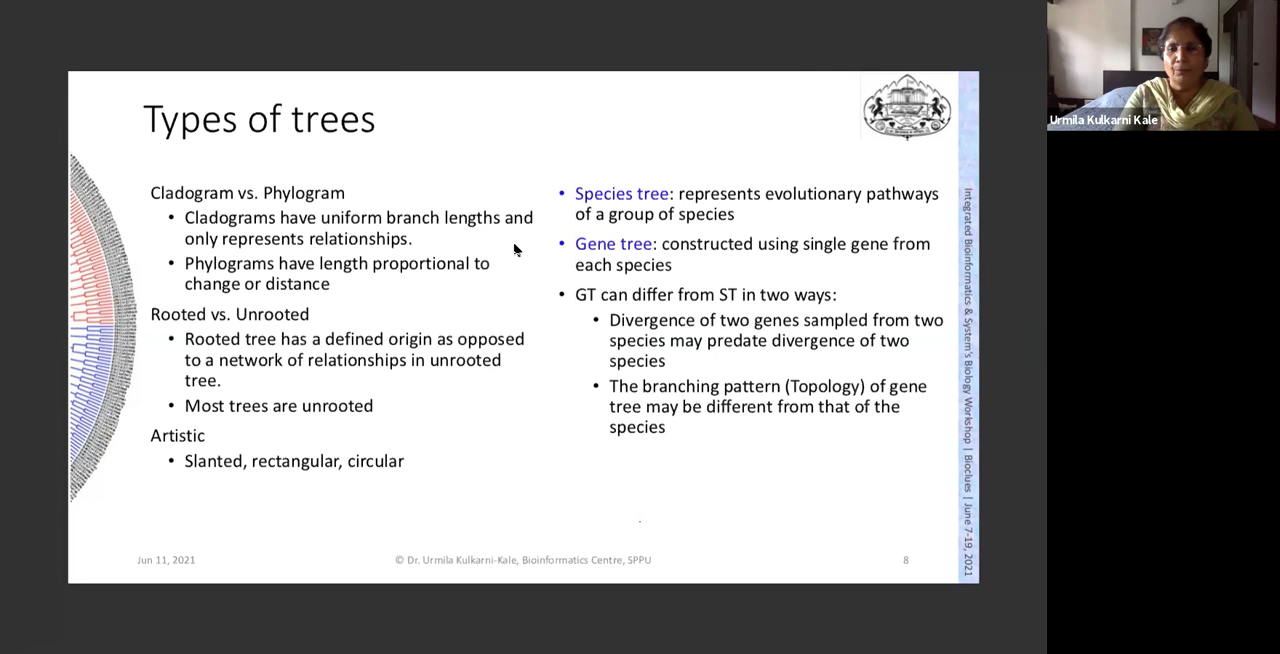 Types of trees
Cladogram vs. Phylogram
• Cladograms have uniform branch lengths and
only represents relationships.
• Phylograms have length proportional to
change or distance
Rooted vs. Unrooted
• Rooted tree has a defined origin as opposed
to a network of relationships in unrooted
tree.
• Most trees are unrooted
Artistic
• Slanted, rectangular, circular
• Species tree: represents evolutionary pathways
of a group of species
• Gene tree: constructed using single gene from
each species
• GT can differ from ST in two ways:
• Divergence of two genes sampled from two
species may predate divergence of two
species
• The branching pattern (Topology) of gene
tree may be different from that of the
species
Jun 11, 2021
© Dr. Urmila Kulkarni-Kale, Bioinformatics Centre, SPPU
8
Integrated Bioinformatics & System's Biology Workshop | Bioclues | June 7-19, 2021
Urmila Kulkarni Kale